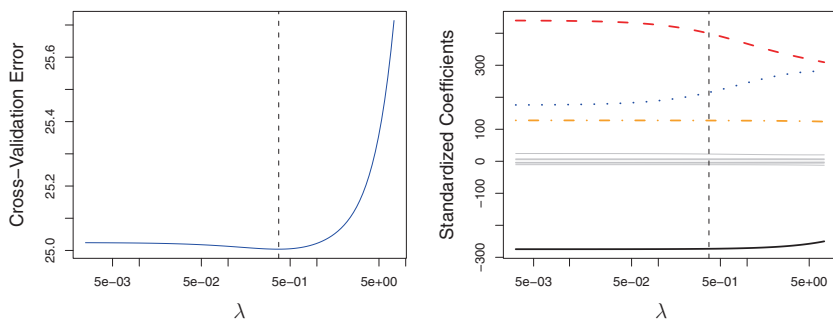 Cross-Validation Error
25.0 25.2 25.4 25.6
5e−03 5e−02 5e−01 5e+00
λ
Standardized Coefficients
−300 −100 0 100 300
5e−03 5e−02 5e−01 5e+00
λ